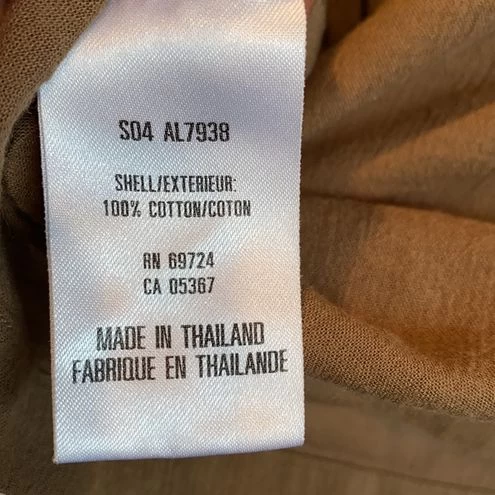 S04 AL7938
SHELL/EXTERIEUR:
100% COTTON/COTON
RN 69724
CA 05367
MADE IN THAILAND
FABRIQUE EN THAILANDE